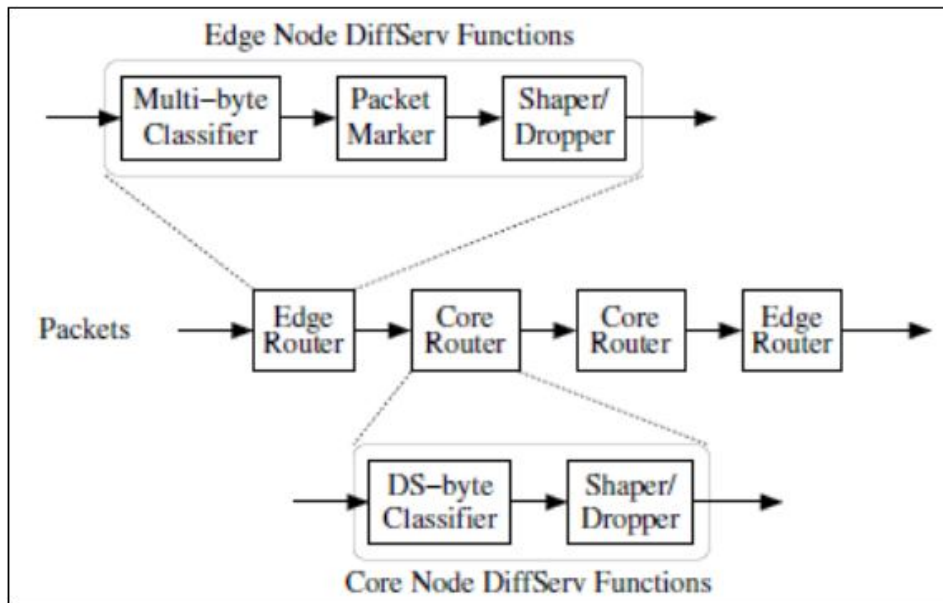 Edge Node DiffServ Functions
Multi−byte
Classifier
Packet
Marker
Shaper/
Dropper
Packets
Edge
Router
Core
Router
Core
Router
Edge
Router
DS−byte
Classifier
Shaper/
Dropper
Core Node DiffServ Functions